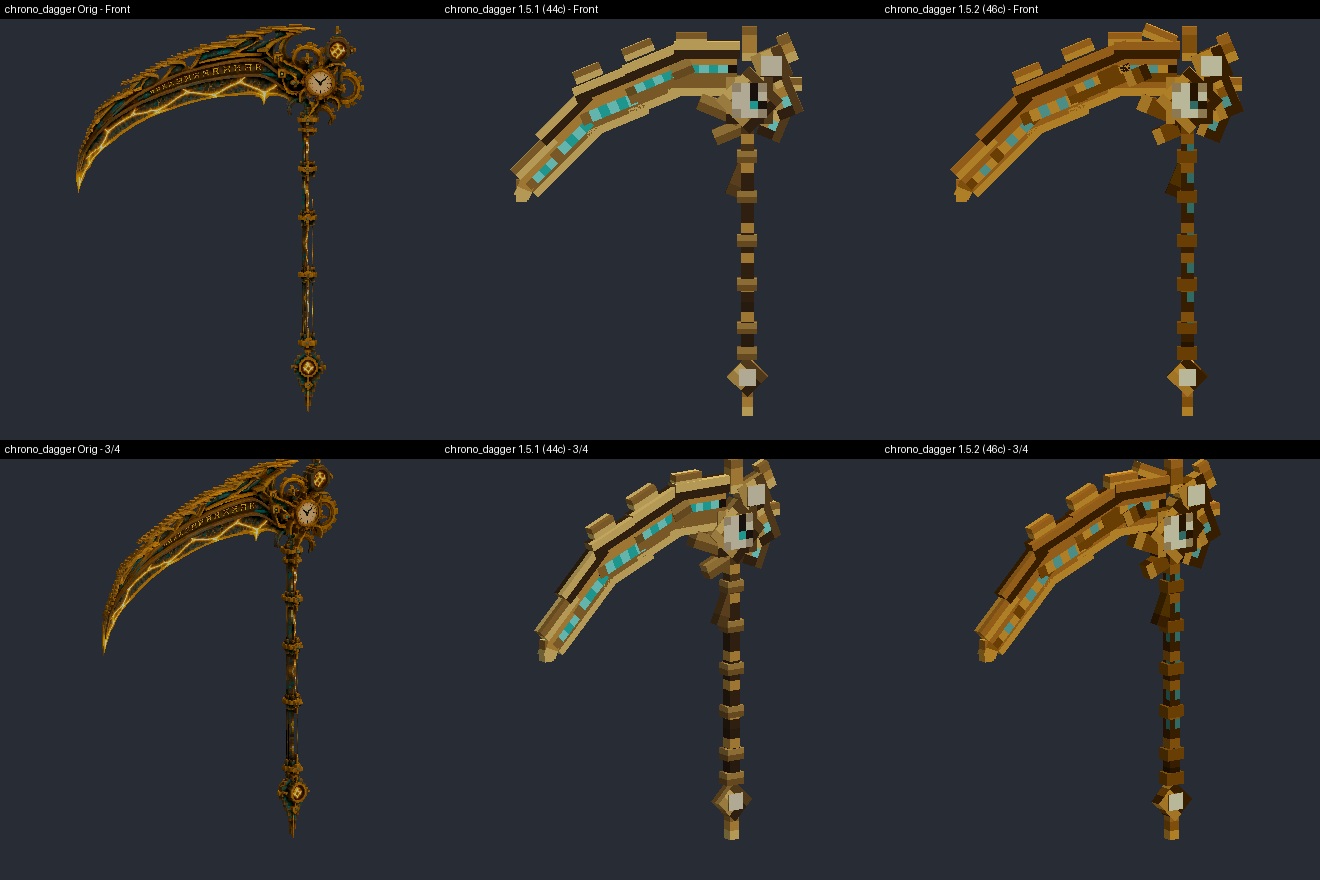 chrono_dagger Orig - Front
chrono_dagger 1.5.1 (44c) - Front
chrono_dagger 1.5.2 (46c) - Front
chrono_dagger Orig - 3/4
chrono_dagger 1.5.1 (44c) - 3/4
chrono_dagger 1.5.2 (46c) - 3/4